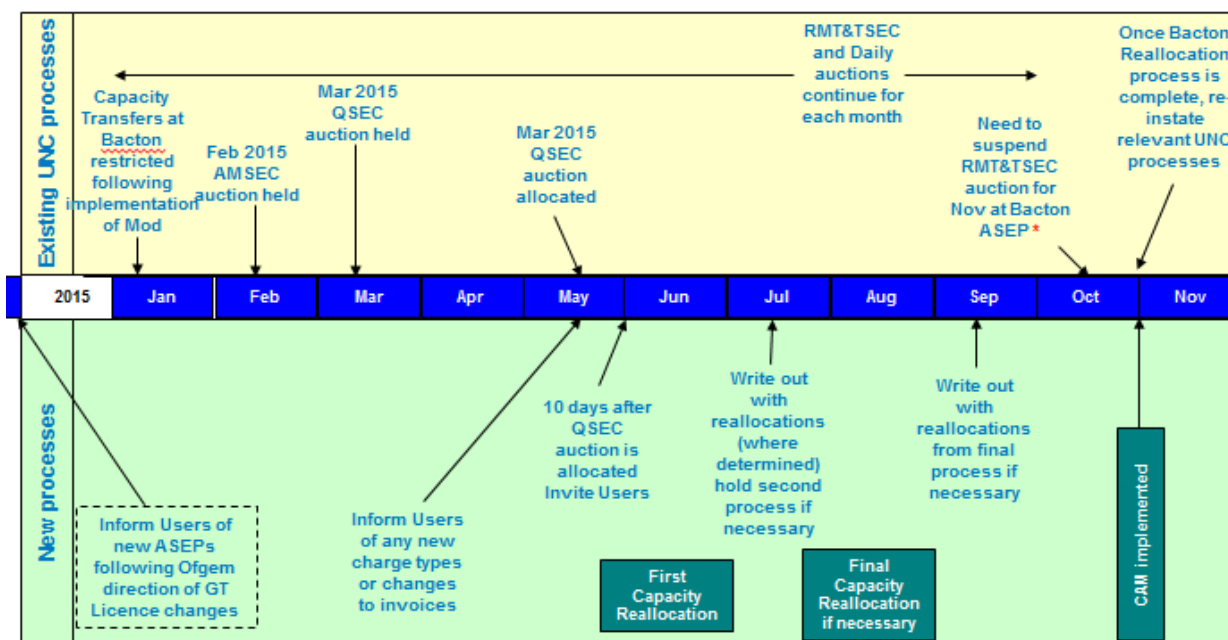 Existing UNC processes
Capacity
Transfers at
Bacton
restricted
following
implementation
of Mod
Feb 2015
AMSEC
auction held
Mar 2015
QSEC
auction held
Mar 2015
QSEC
auction
allocated
RMT&TSEC
and Daily
auctions
continue for
each month
Need to
suspend
RMT&TSEC
auction for
Nov at Bacton
ASEP *
Once Bacton
Reallocation
process is
complete, re-
instate
relevant UNC
processes
2015 Jan Feb Mar Apr May Jun Jul Aug Sep Oct Nov
New processes
Inform Users of
new ASEPs
following Ofgem
direction of GT
Licence changes
Inform Users
of any new
charge types
or changes
to invoices
10 days after
QSEC
auction is
allocated
Invite Users
First
Capacity
Reallocation
Write out
with
reallocations
(where
determined)
hold second
process if
necessary
Final
Capacity
Reallocation
if necessary
Write out
with
reallocations
from final
process if
necessary
CAM implemented